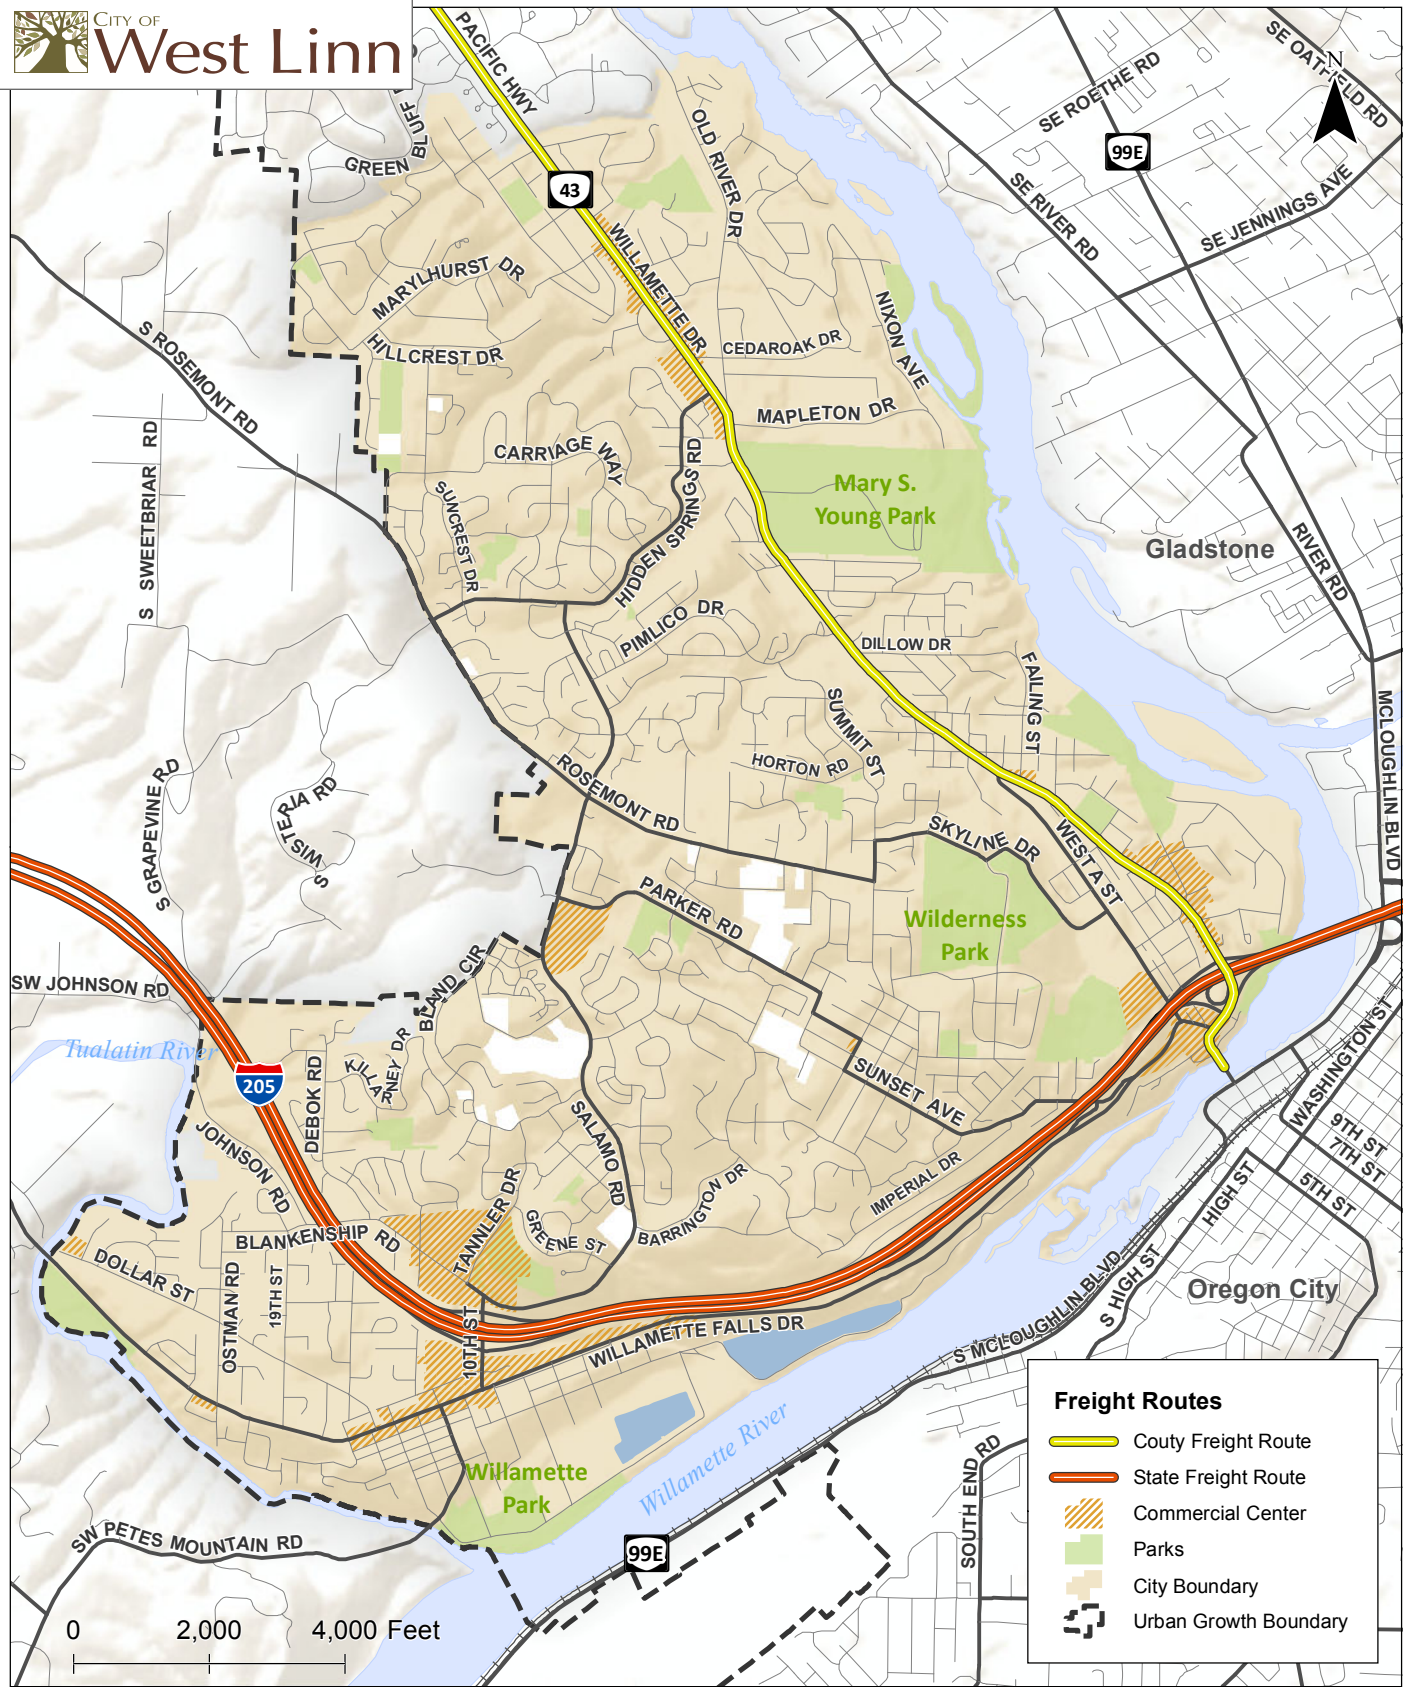 CITY OF
West Linn
PACIFIC HWY
SE OATFIELD RD
N
SE ROETHE RD
99E
GREEN BLUFF
OLD RIVER DR
43
SE RIVER RD
SE JENNINGS AVE
WILLAMETTE DR
MARYLHURST DR
NIXON AVE
S ROSEMONT RD
HILLCREST DR
CEDAROAK DR
MAPLETON DR
S SWEETBRIAR RD
CARRIAGE WAY
HIDDEN SPRINGS RD
SUNCREST DR
Mary S.
Young Park
Gladstone
RIVER RD
PIMLICO DR
DILLOW DR
FAILING ST
SUMMIT ST
HORTON RD
MCLOUGHLIN BLVD
S GRAPEVINE RD
S WISTERIA RD
ROSEMONT RD
SKYLINE DR
WEST A ST
PARKER RD
Wilderness
Park
SW JOHNSON RD
BLAND CIR
Tualatin River
205
KILLARNEY DR
DEBOK RD
SUNSET AVE
WASHINGTON ST
9TH ST
7TH ST
5TH ST
HIGH ST
JOHNSON RD
SALAMO RD
IMPERIAL DR
BARRINGTON DR
TANNLER DR
GREENE ST
BLANKENSHIP RD
DOLLAR ST
OSTMAN RD
19TH ST
10TH ST
WILLAMETTE FALLS DR
S MCLOUGHLIN BLVD
S HIGH ST
Oregon City
Willamette River
Willamette
Park
SW PETES MOUNTAIN RD
99E
SOUTH END RD
Freight Routes
Couty Freight Route
State Freight Route
Commercial Center
Parks
City Boundary
Urban Growth Boundary
0 2,000 4,000 Feet